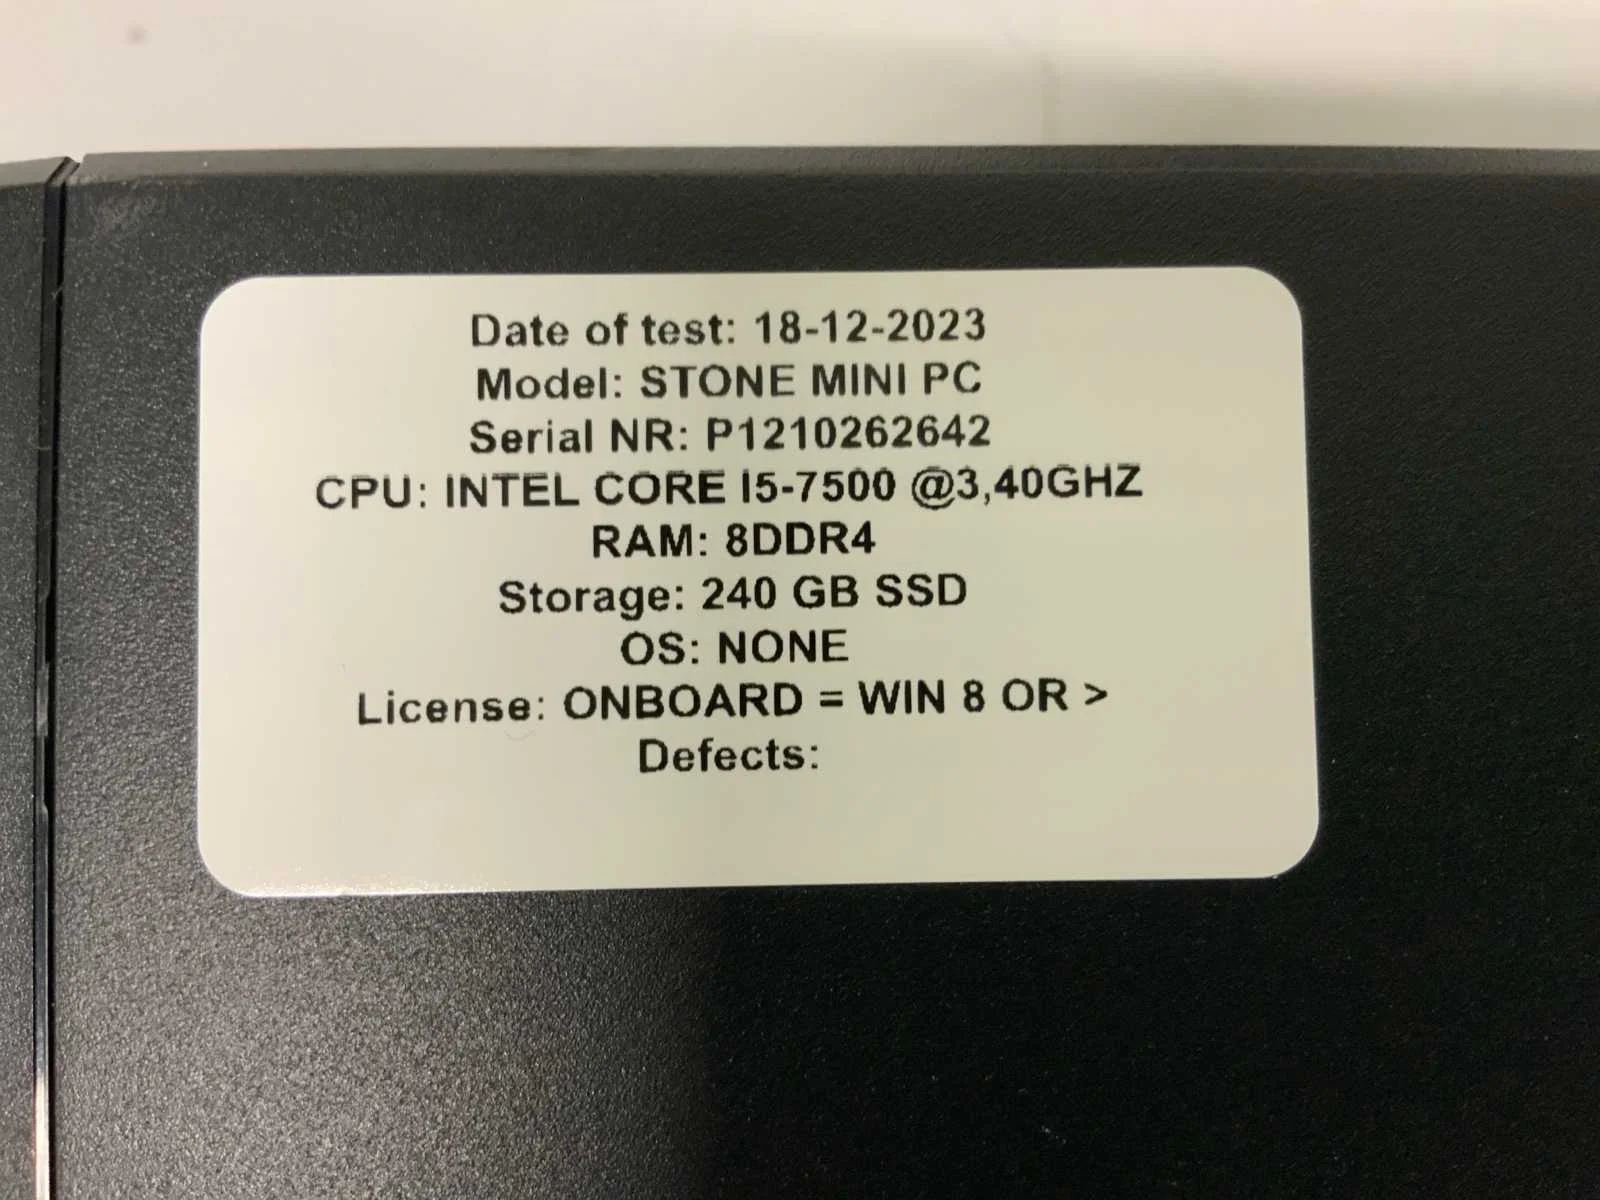 Date of test: 18-12-2023
Model: STONE MINI PC
Serial NR: P1210262642
CPU: INTEL CORE I5-7500 @3,40GHZ
RAM: 8DDR4
Storage: 240 GB SSD
OS: NONE
License: ONBOARD = WIN 8 OR >
Defects: